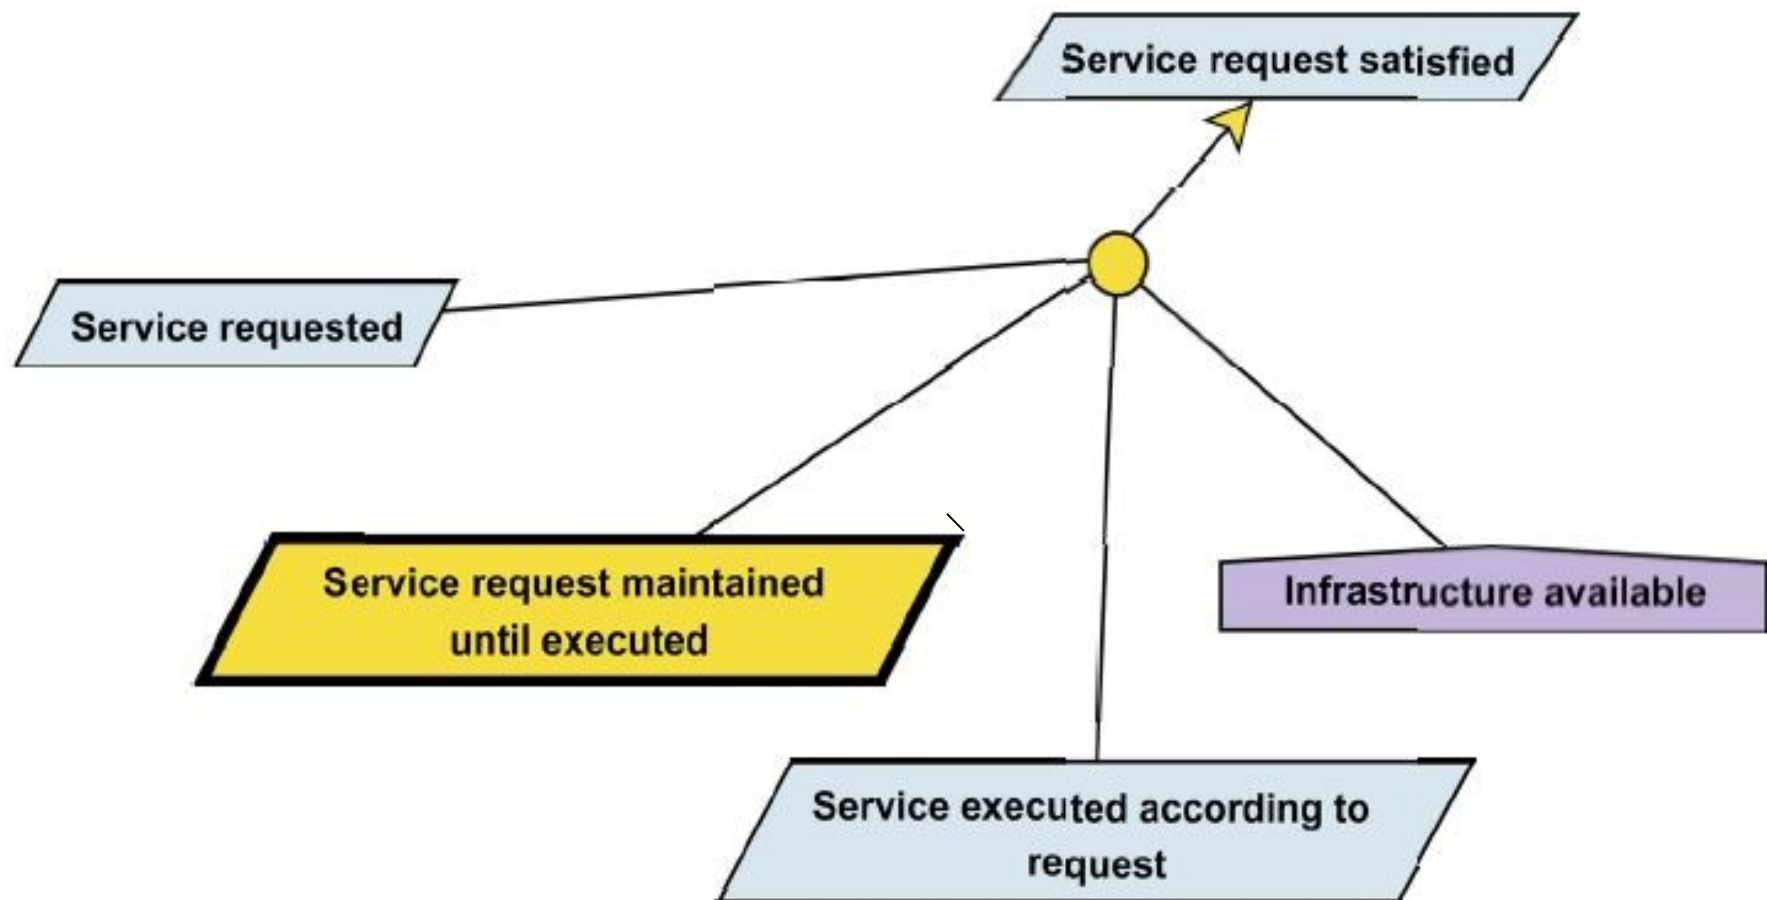 Service request satisfied
Service requested
Service request maintained
until executed
Infrastructure available
Service executed according to
request